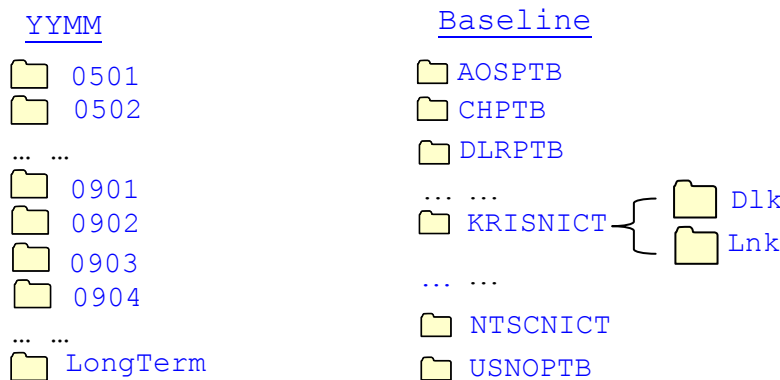 YYMM
0501
0502
... ...
0901
0902
0903
0904
... ...
LongTerm
Baseline
AOSPTB
CHPTB
DLRPTB
... ...
KRISNICT
Dlk
Lnk
... ...
NTSCNICT
USNOPTB